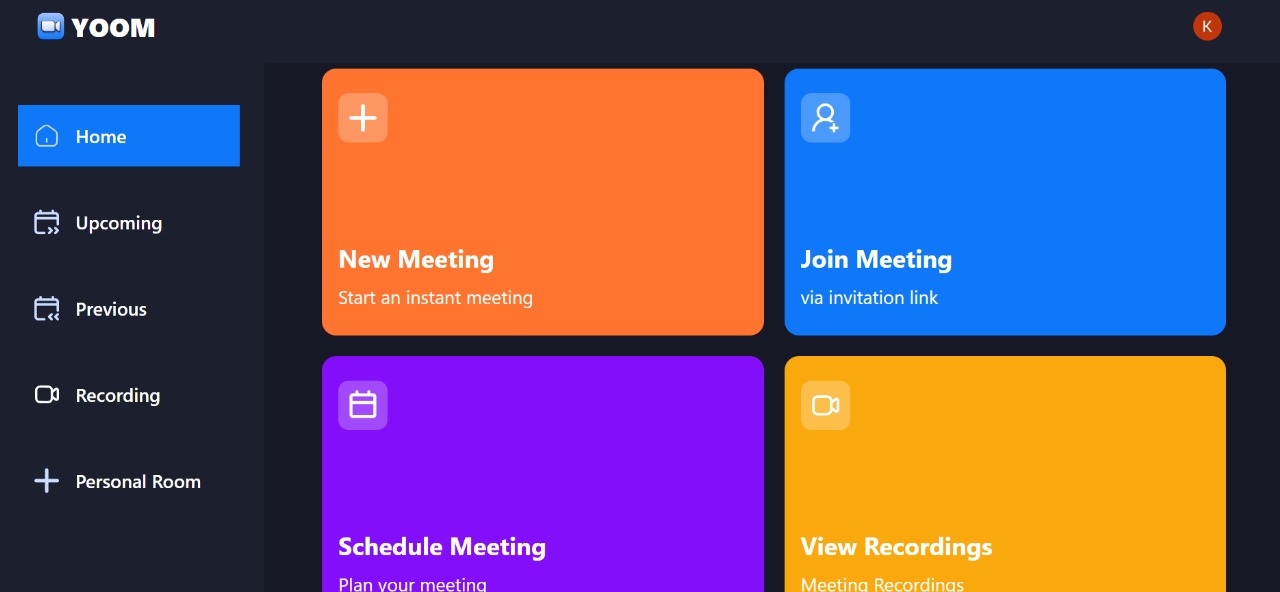 YOOM
K
Home
Upcoming
Previous
Recording
Personal Room
New Meeting
Start an instant meeting
Join Meeting
via invitation link
Schedule Meeting
Plan your meeting
View Recordings
Meeting Recordings